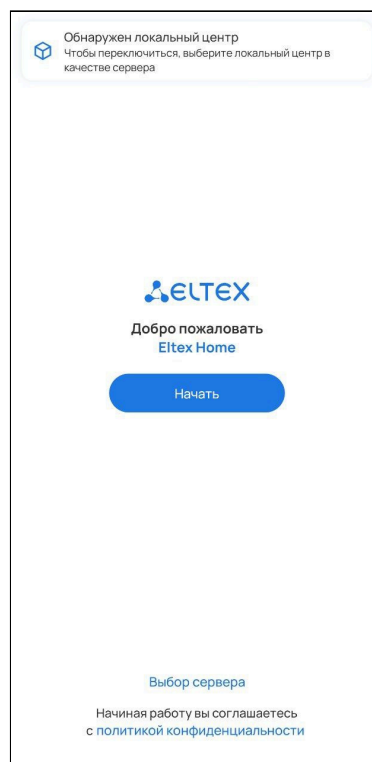 Обнаружен локальный центр
Чтобы переключиться, выберите локальный центр в
качестве сервера
ELTEX
Добро пожаловать
Eltex Home
Начать
Выбор сервера
Начиная работу вы соглашаетесь
с политикой конфиденциальности